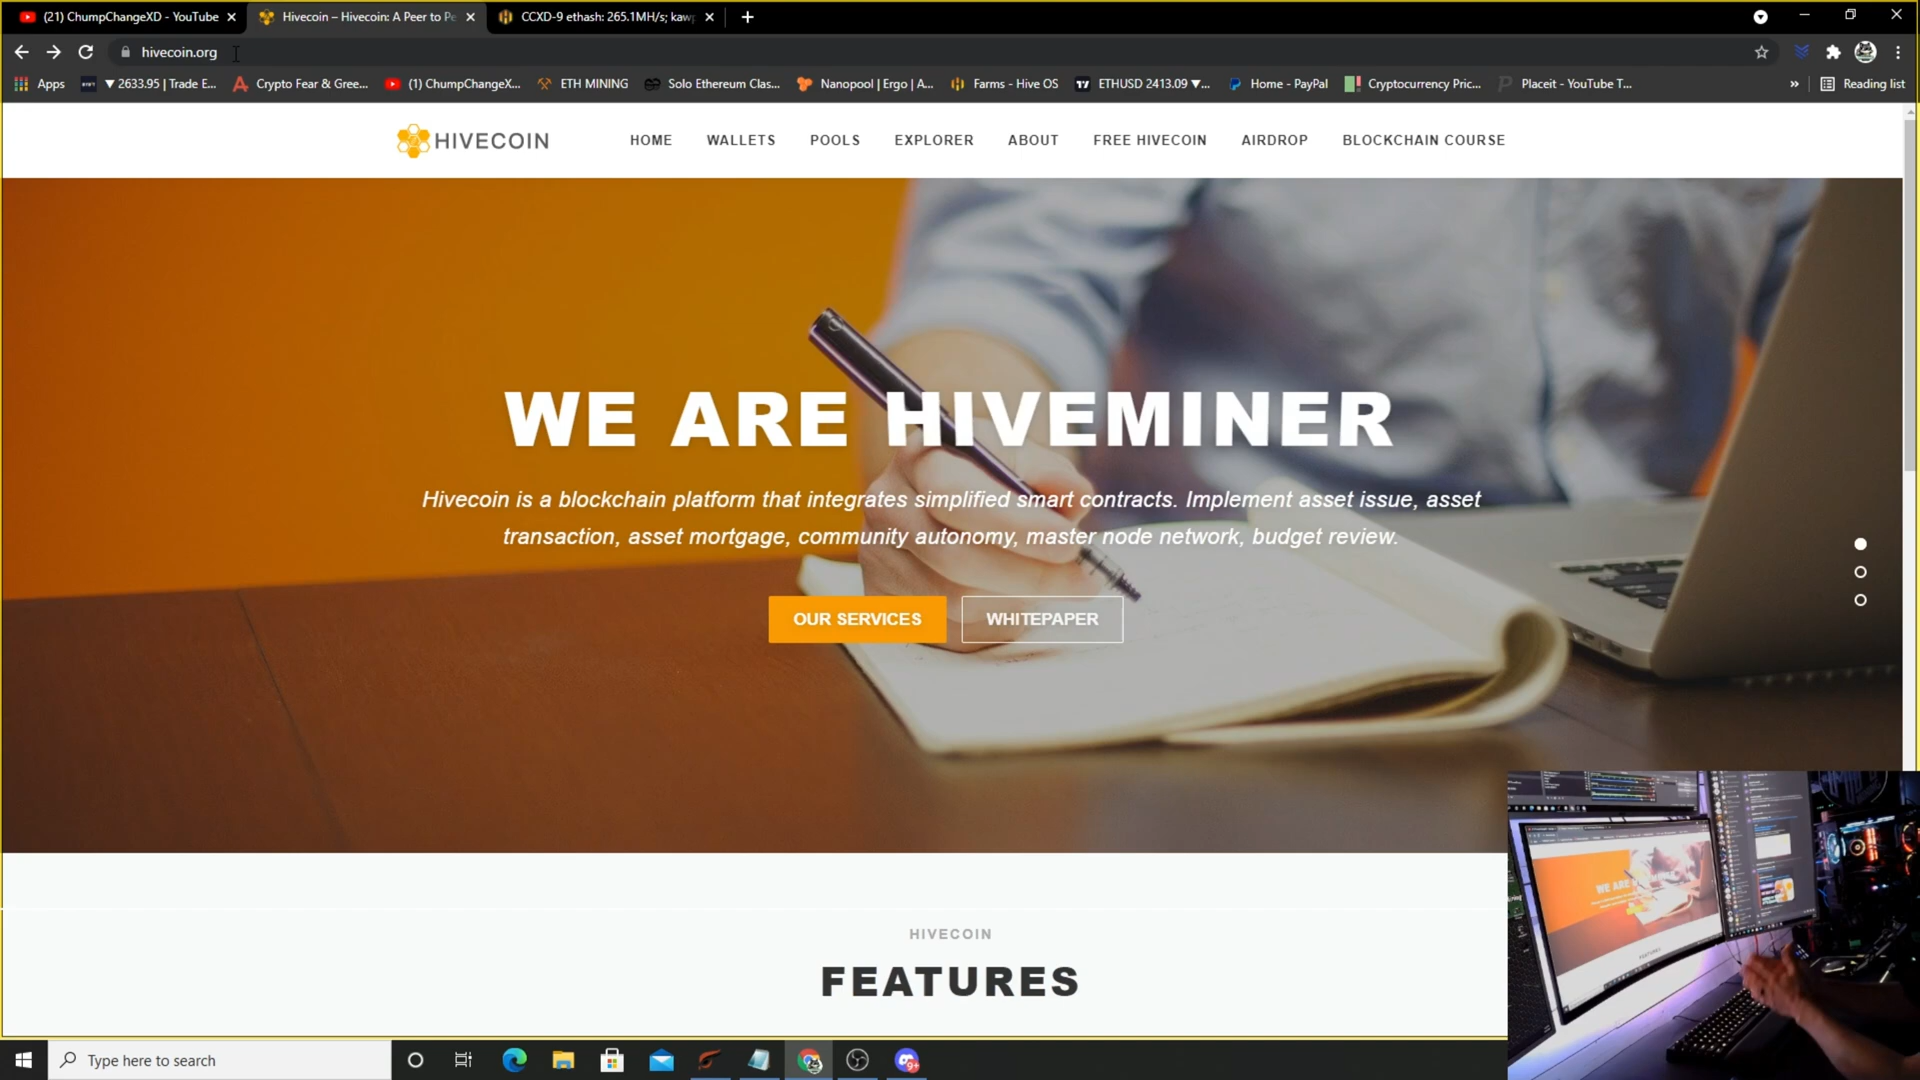 (21) ChumpChangeXD - YouTube
Hivecoin – Hivecoin: A Peer to Pe
CCXD-9 ethash: 265.1MH/s; kaw
hivecoin.org
Apps
▼ 2633.95 | Trade E...
Crypto Fear & Gree...
(1) ChumpChangeX...
ETH MINING
Solo Ethereum Clas...
Nanopool | Ergo | A...
Farms - Hive OS
ETHUSD 2413.09 ▼...
Home - PayPal
Cryptocurrency Pric...
Placeit - YouTube T...
»
Reading list
HIVECOIN
HOME
WALLETS
POOLS
EXPLORER
ABOUT
FREE HIVECOIN
AIRDROP
BLOCKCHAIN COURSE
WE ARE HIVEMINER
Hivecoin is a blockchain platform that integrates simplified smart contracts. Implement asset issue, asset
transaction, asset mortgage, community autonomy, master node network, budget review.
OUR SERVICES
WHITEPAPER
HIVECOIN
FEATURES
Type here to search